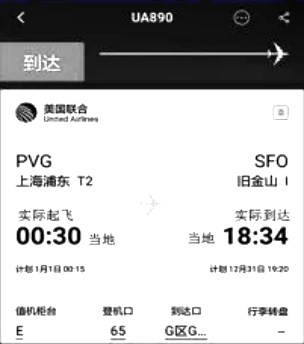 UA890
到达
美国联合
United Airlines
PVG SFO
上海浦东 T2 旧金山 I
实际起飞 实际到达
00:30 当地 当地 18:34
计划 1月1日 00:15 计划 12月31日 19:20
值机柜台 登机口 到达口 行李转盘
E 65 G区G... –